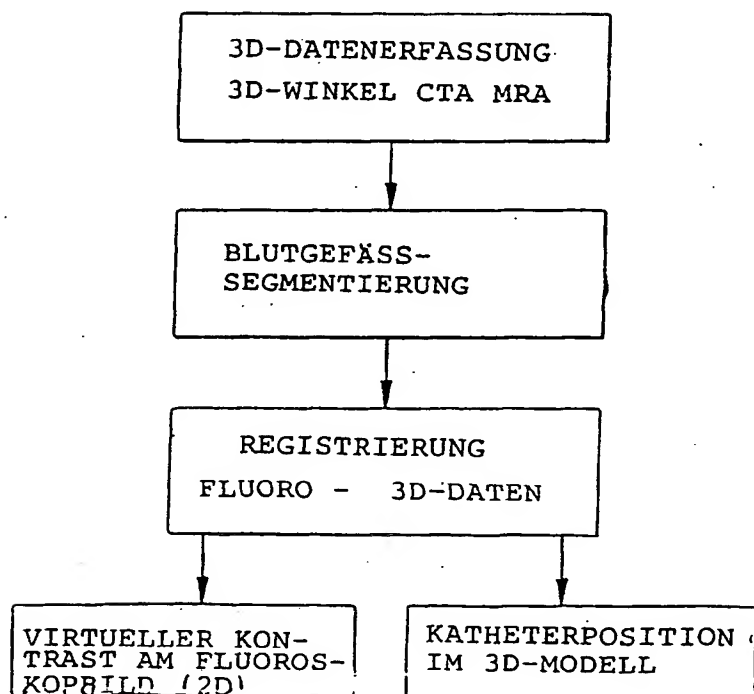 3D-DATENERFASSUNG
3D-WINKEL CTA MRA
BLUTGEFÄSS-
SEGMENTIERUNG
REGISTRIERUNG
FLUORO - 3D-DATEN
VIRTUELLER KON-
TRAST AM FLUOROS-
KOPBILD (2D)
KATHETERPOSITION
IM 3D-MODELL